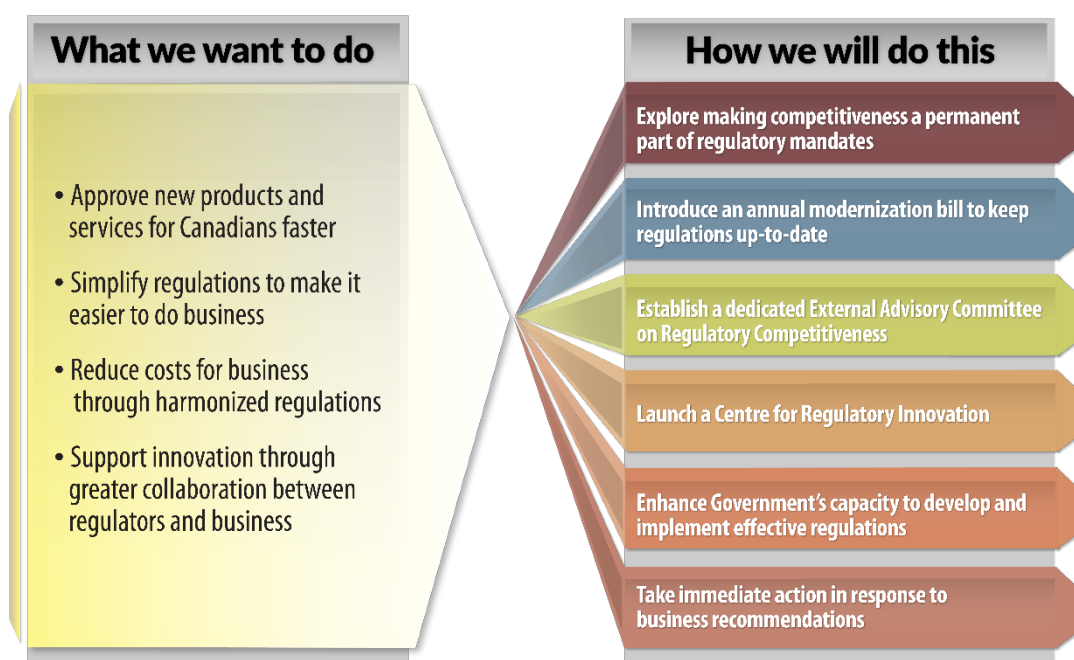 What we want to do
• Approve new products and
services for Canadians faster
• Simplify regulations to make it
easier to do business
• Reduce costs for business
through harmonized regulations
• Support innovation through
greater collaboration between
regulators and business
How we will do this
Explore making competitiveness a permanent
part of regulatory mandates
Introduce an annual modernization bill to keep
regulations up-to-date
Establish a dedicated External Advisory Committee
on Regulatory Competitiveness
Launch a Centre for Regulatory Innovation
Enhance Government’s capacity to develop and
implement effective regulations
Take immediate action in response to
business recommendations